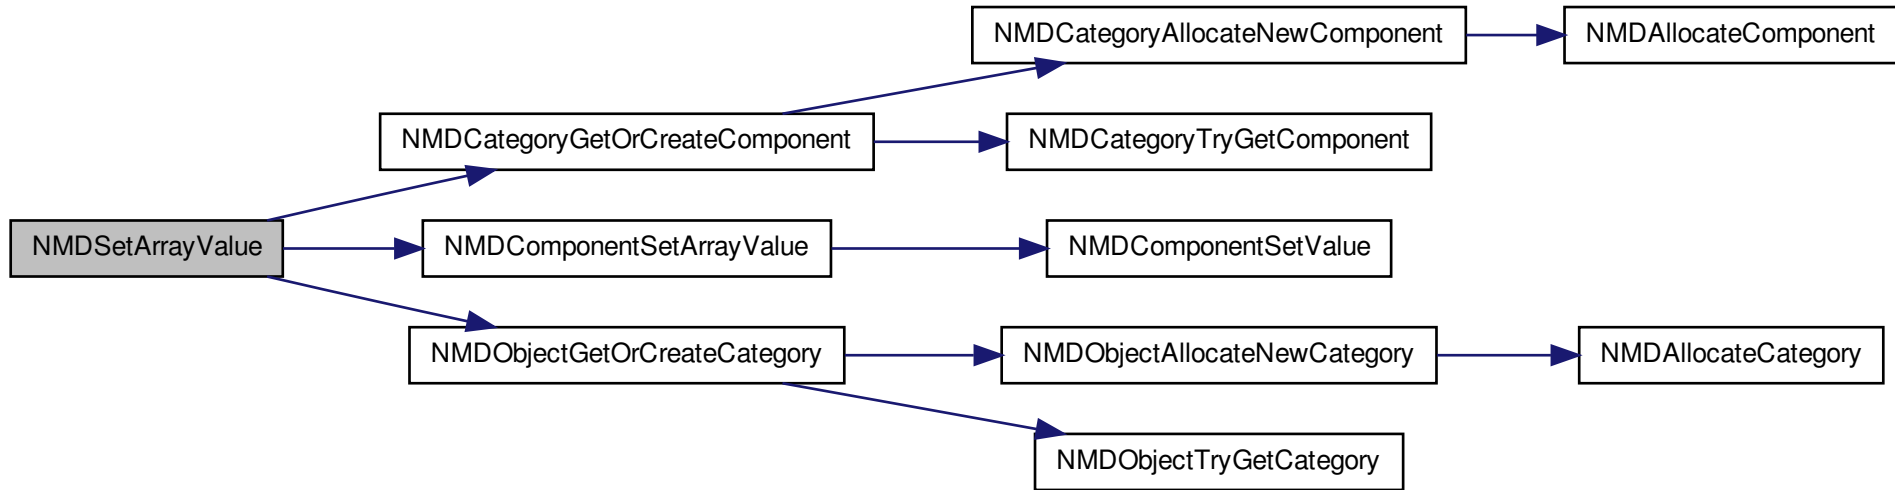 NMDCategoryAllocateNewComponent
NMDAllocateComponent
NMDCategoryGetOrCreateComponent
NMDCategoryTryGetComponent
NMDSetArrayValue
NMDComponentSetArrayValue
NMDComponentSetValue
NMDObjectGetOrCreateCategory
NMDObjectAllocateNewCategory
NMDAllocateCategory
NMDObjectTryGetCategory